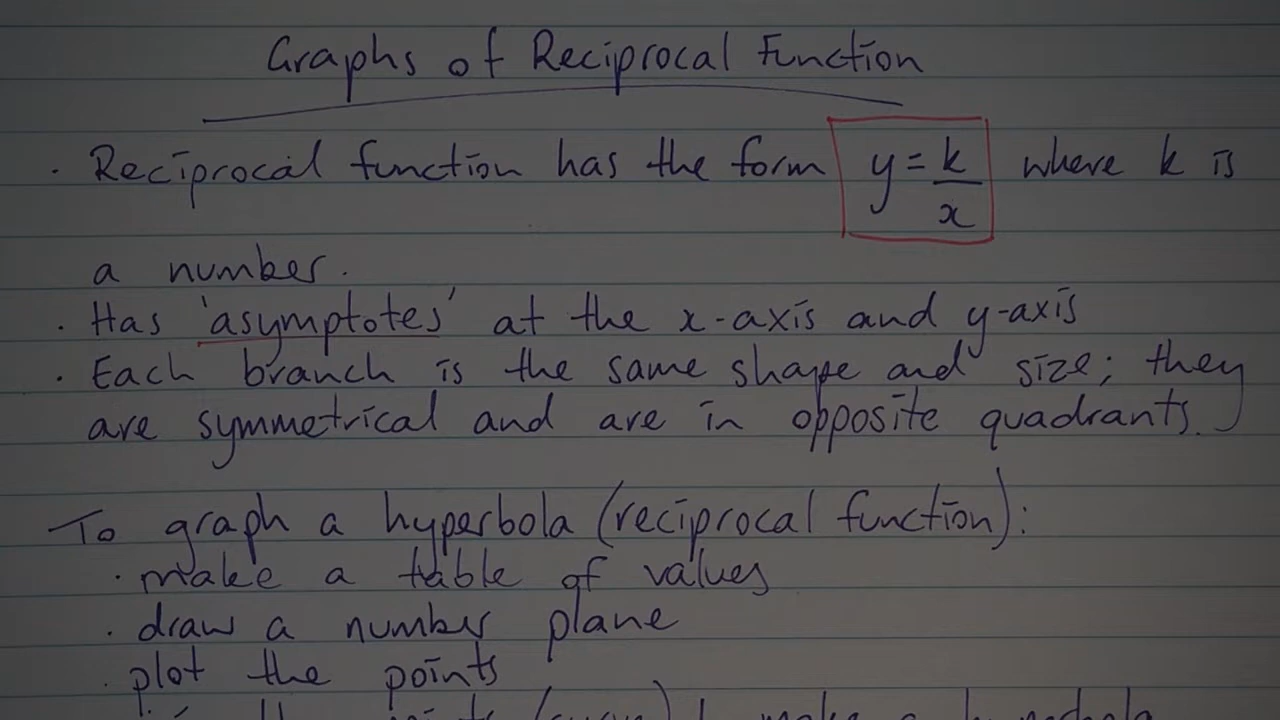 Graphs of Reciprocal Function
· Reciprocal function has the form y = k/x where k is
a number.
· Has 'asymptotes' at the x-axis and y-axis
· Each branch is the same shape and size; they
are symmetrical and are in opposite quadrants.
To graph a hyperbola (reciprocal function):
· make a table of values
· draw a number plane
· plot the points